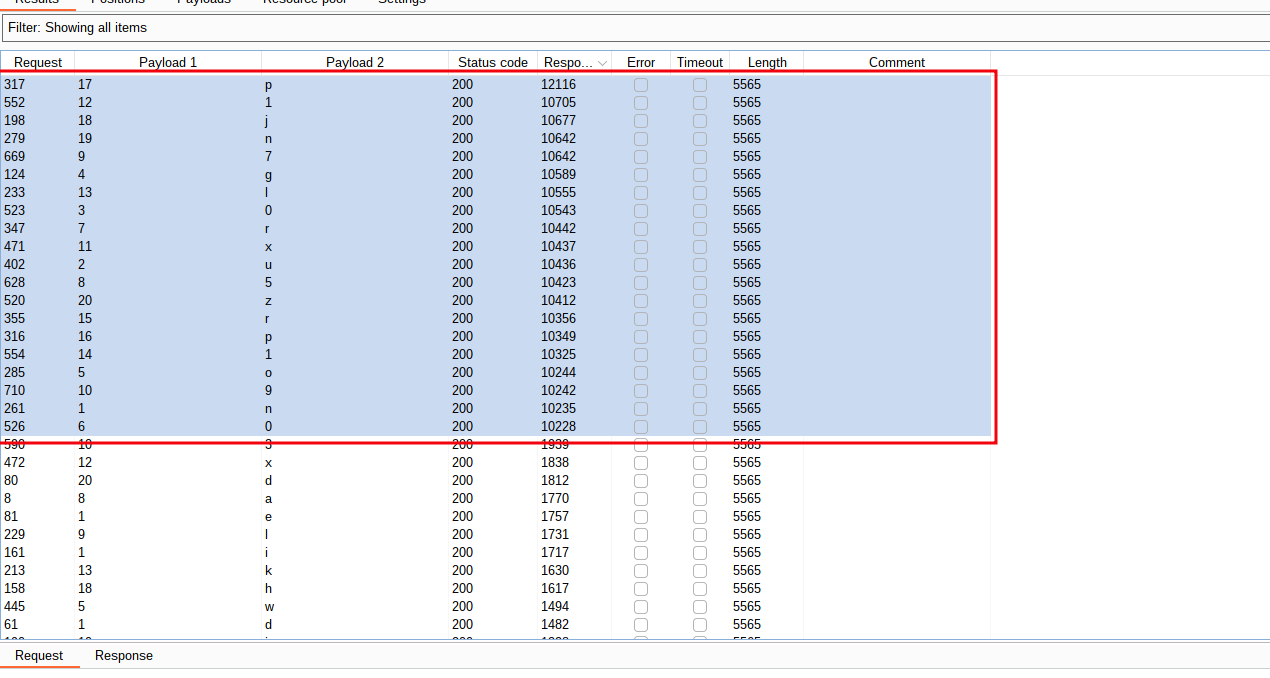 Results Positions Payloads Resource pool Settings
Filter: Showing all items
Request Payload 1 Payload 2 Status code Respo... Error Timeout Length Comment
317 17 p 200 12116 5565
552 12 1 200 10705 5565
198 18 j 200 10677 5565
279 19 n 200 10642 5565
669 9 7 200 10642 5565
124 4 g 200 10589 5565
233 13 l 200 10555 5565
523 3 0 200 10543 5565
347 7 r 200 10442 5565
471 11 x 200 10437 5565
402 2 u 200 10436 5565
628 8 5 200 10423 5565
520 20 z 200 10412 5565
355 15 r 200 10356 5565
316 16 p 200 10349 5565
554 14 1 200 10325 5565
285 5 o 200 10244 5565
710 10 9 200 10242 5565
261 1 n 200 10235 5565
526 6 0 200 10228 5565
590 10 3 200 1939 5565
472 12 x 200 1838 5565
80 20 d 200 1812 5565
8 8 a 200 1770 5565
81 1 e 200 1757 5565
229 9 l 200 1731 5565
161 1 i 200 1717 5565
213 13 k 200 1630 5565
158 18 h 200 1617 5565
445 5 w 200 1494 5565
61 1 d 200 1482 5565
Request Response